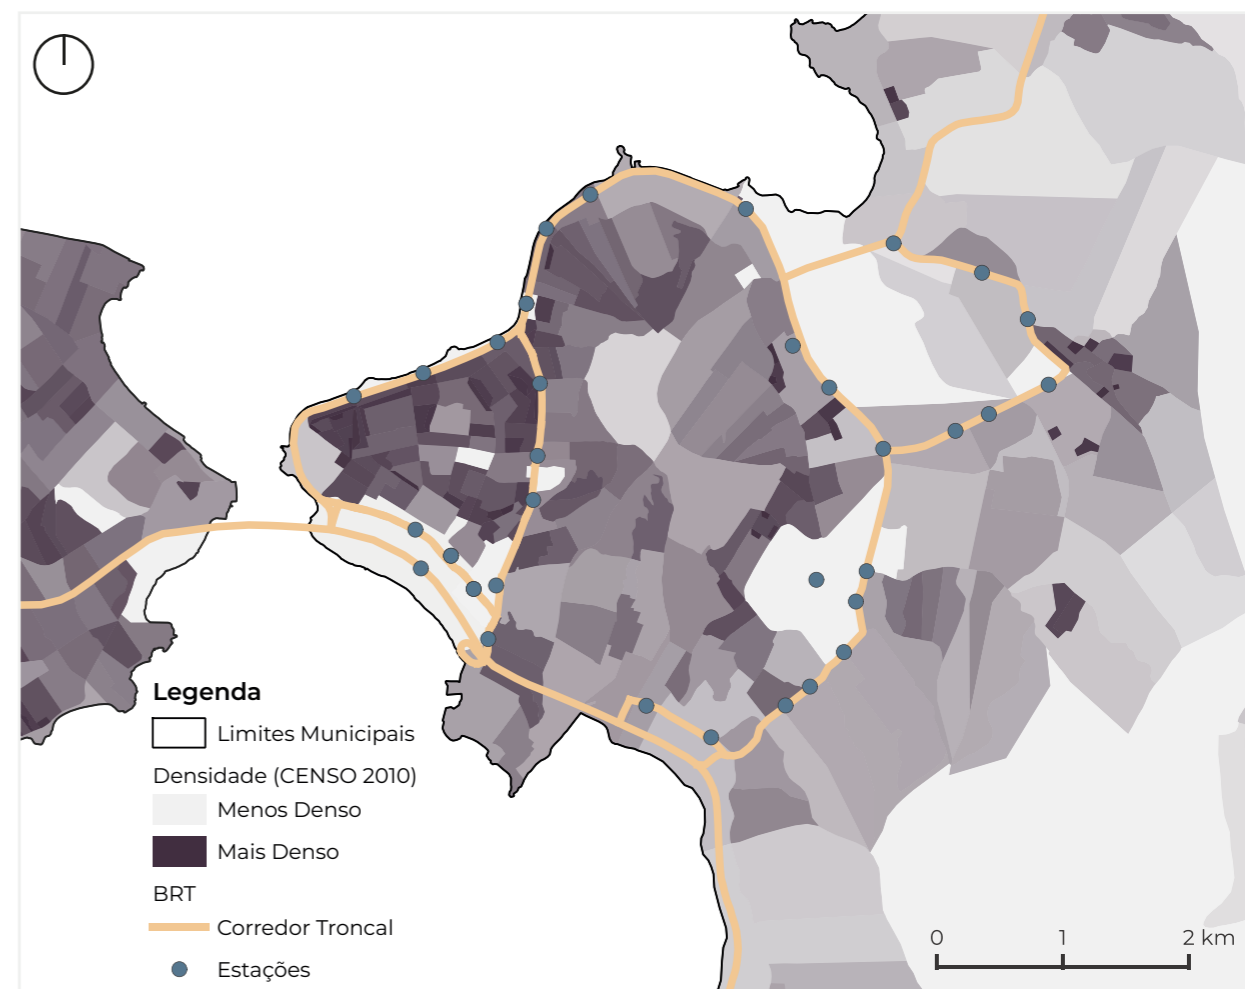 Legenda
Limites Municipais
Densidade (CENSO 2010)
Menos Denso
Mais Denso
BRT
Corredor Troncal
Estações
0 1 2 km